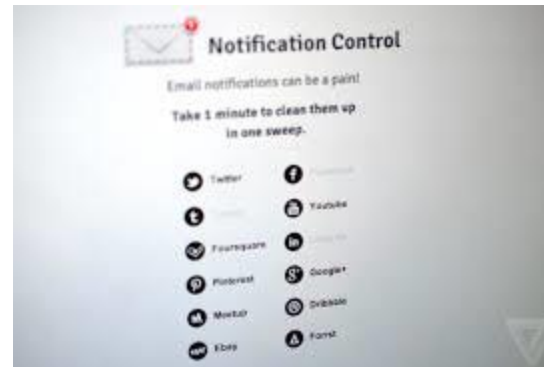 Notification Control
Email notifications can be a pain!
Take 1 minute to clean them up
in one sweep.
Twitter
Youtube
Foursquare
Pinterest Google+
Meetup Dribbble
Ebay Forrst